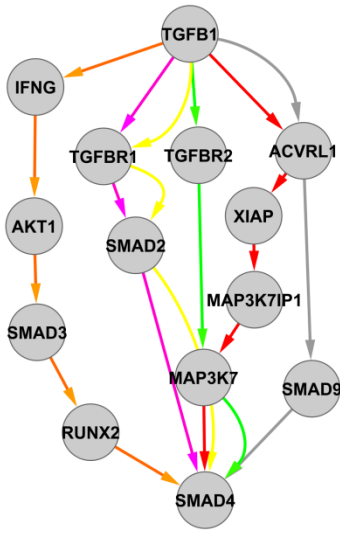 TGFB1
IFNG
TGFBR1
TGFBR2
ACVRL1
XIAP
AKT1
SMAD2
MAP3K7IP1
SMAD3
MAP3K7
SMAD9
RUNX2
SMAD4